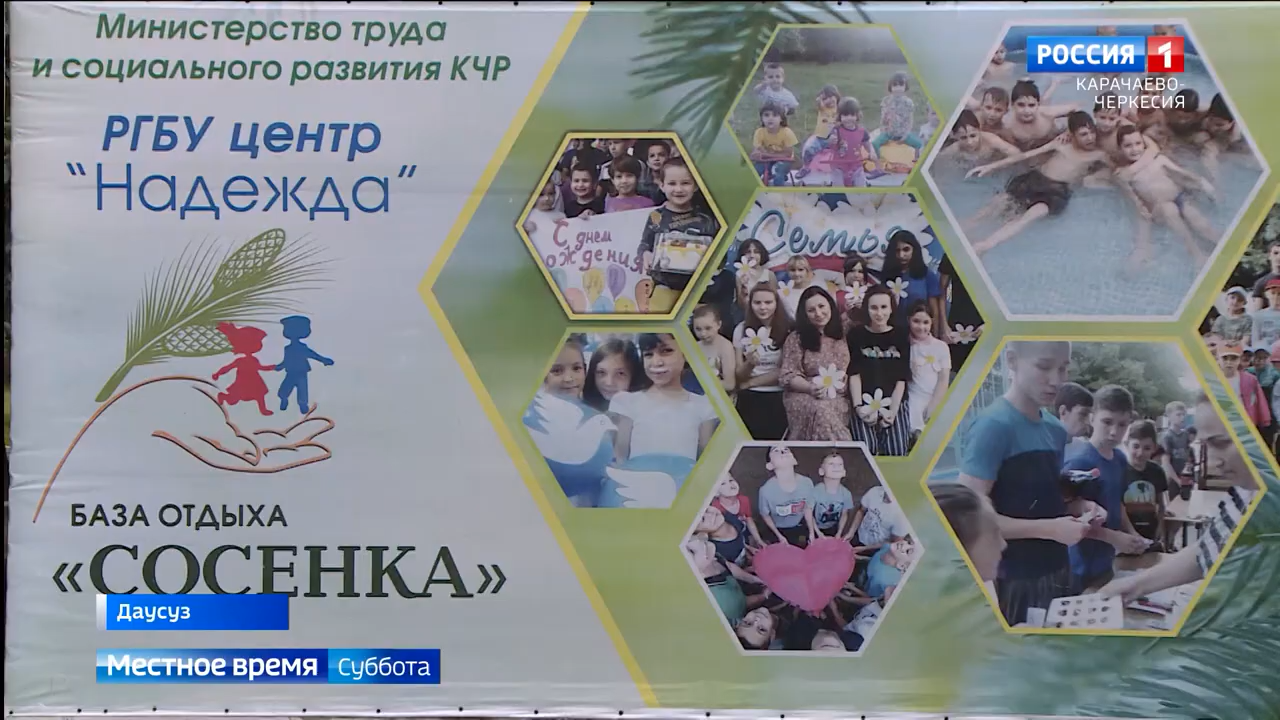 Министерство труда
и социального развития КЧР
РГБУ центр
"Надежда"
БАЗА ОТДЫХА
«СОСЕНКА»
С днем
рождения
Семья
РОССИЯ 1
КАРАЧАЕВО-
ЧЕРКЕСИЯ
Даусуз
Местное время Суббота